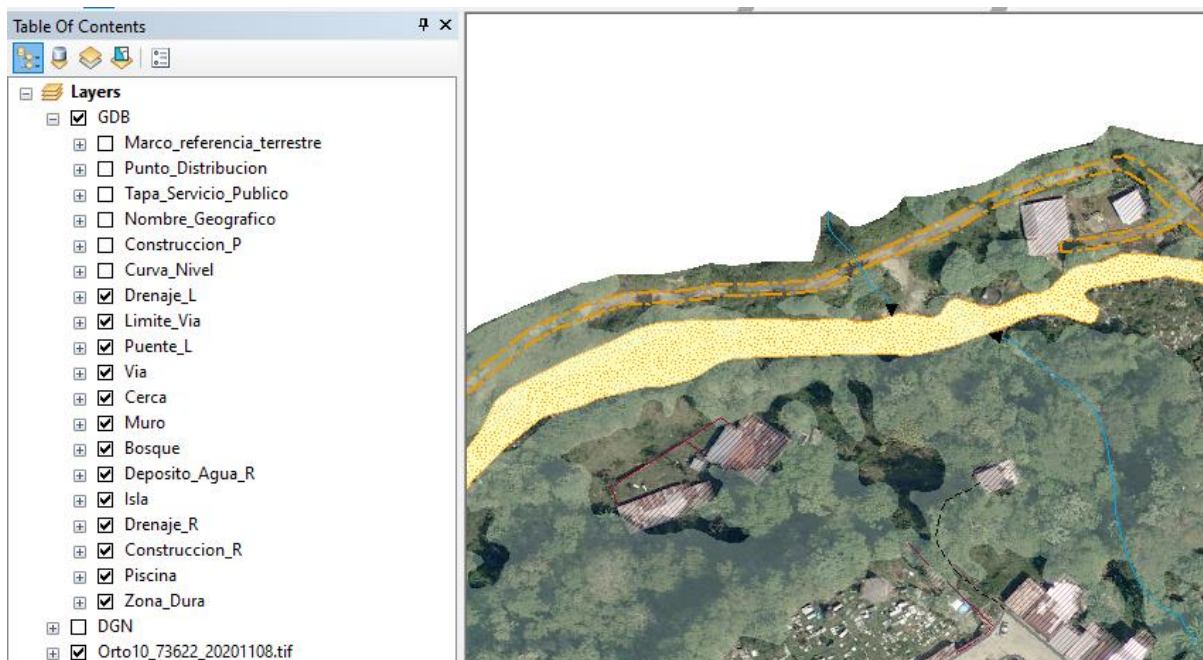 Table Of Contents
Layers
GDB
Marco_referencia_terrestre
Punto_Distribucion
Tapa_Servicio_Publico
Nombre_Geografico
Construccion_P
Curva_Nivel
Drenaje_L
Limite_Via
Puente_L
Via
Cerca
Muro
Bosque
Deposito_Agua_R
Isla
Drenaje_R
Construccion_R
Piscina
Zona_Dura
DGN
Orto10_73622_20201108.tif